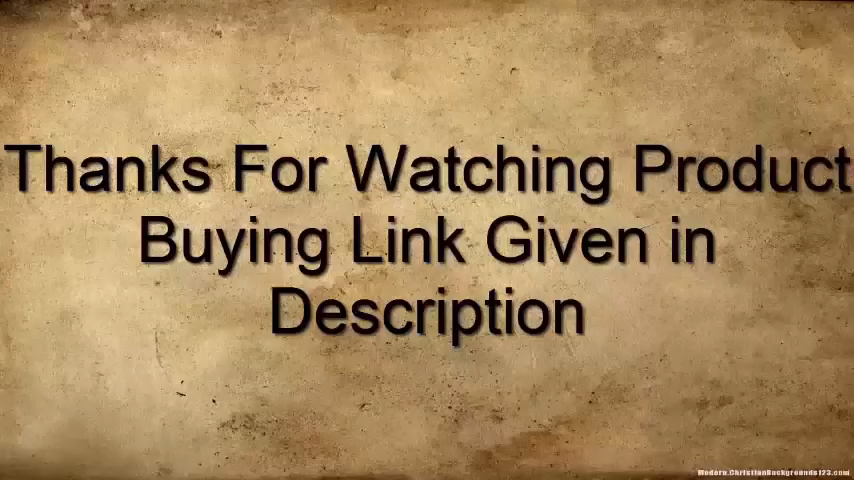 Thanks For Watching Product
Buying Link Given in
Description
Modern.ChristianBackgrounds123.com